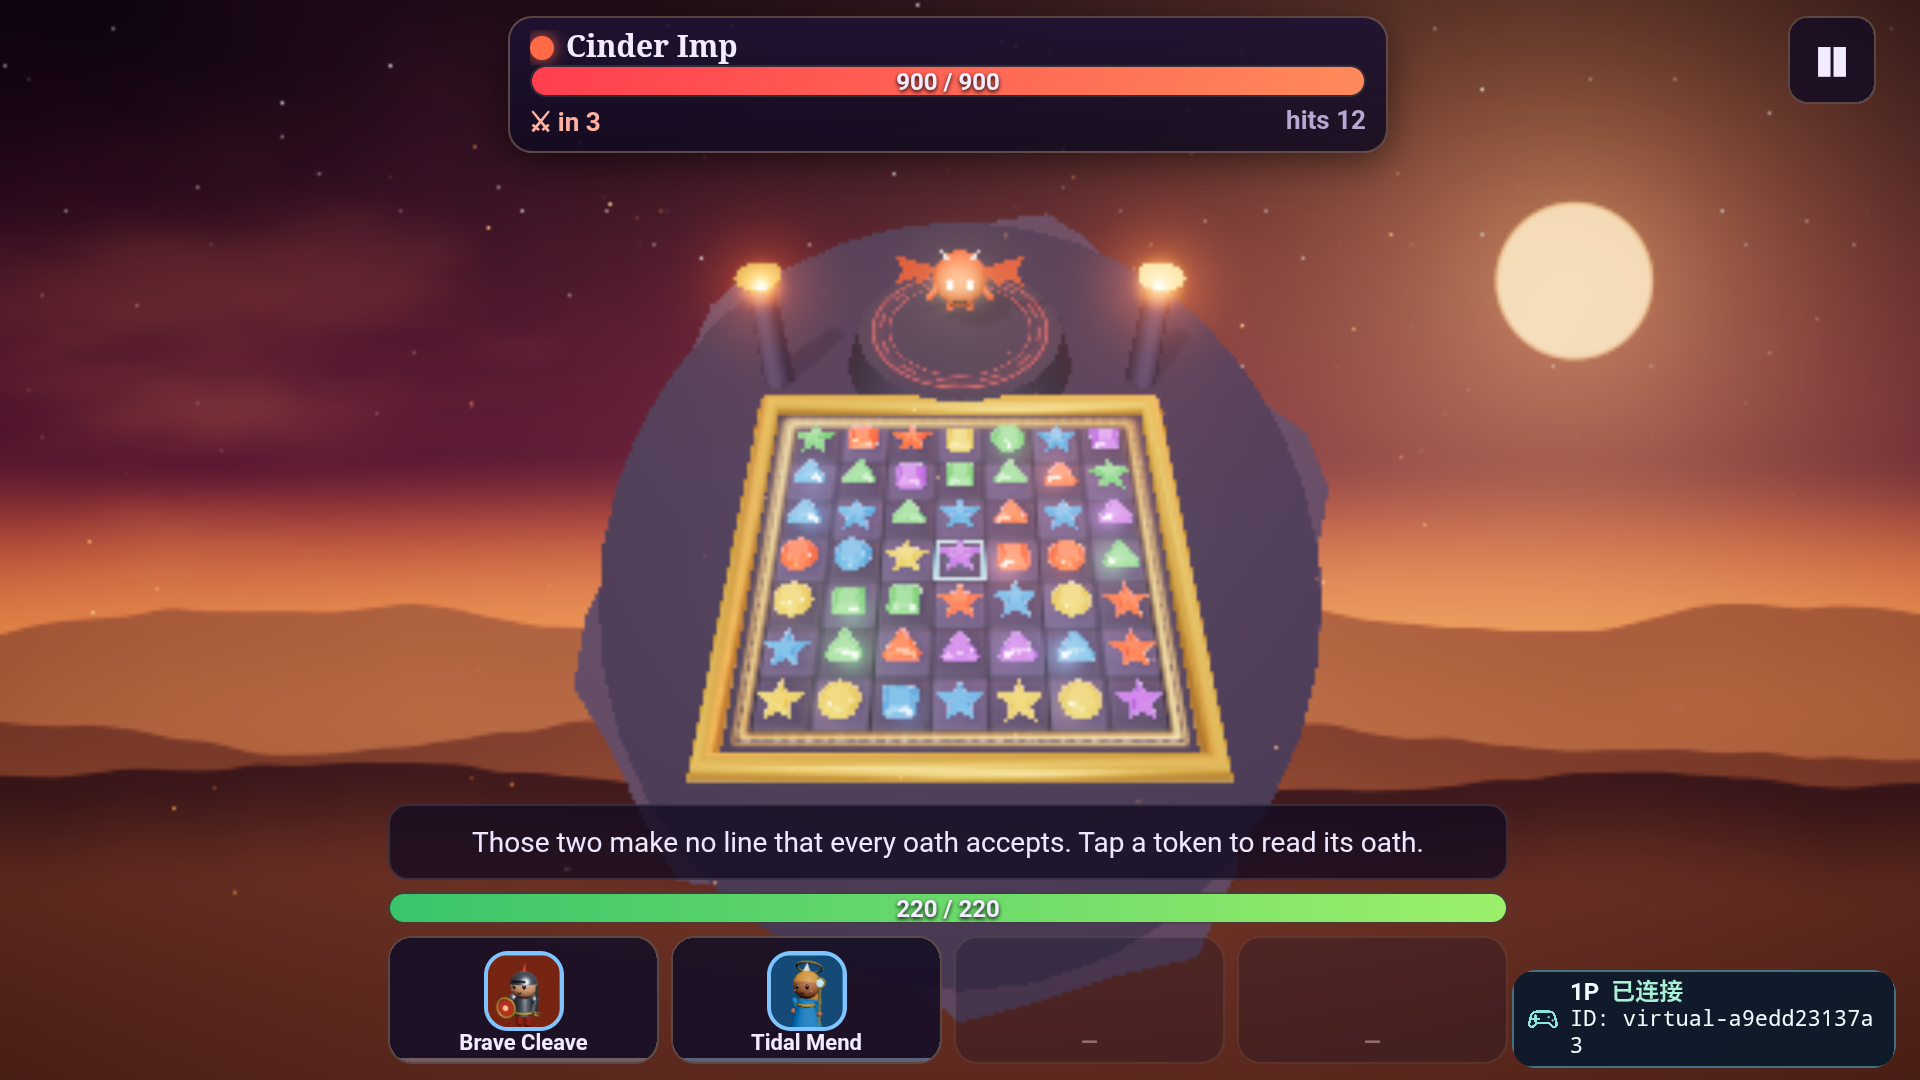 Cinder Imp
900 / 900
in 3
hits 12
Those two make no line that every oath accepts. Tap a token to read its oath.
220 / 220
Brave Cleave
Tidal Mend
—
—
1P 已连接
ID: virtual-a9edd23137a
3